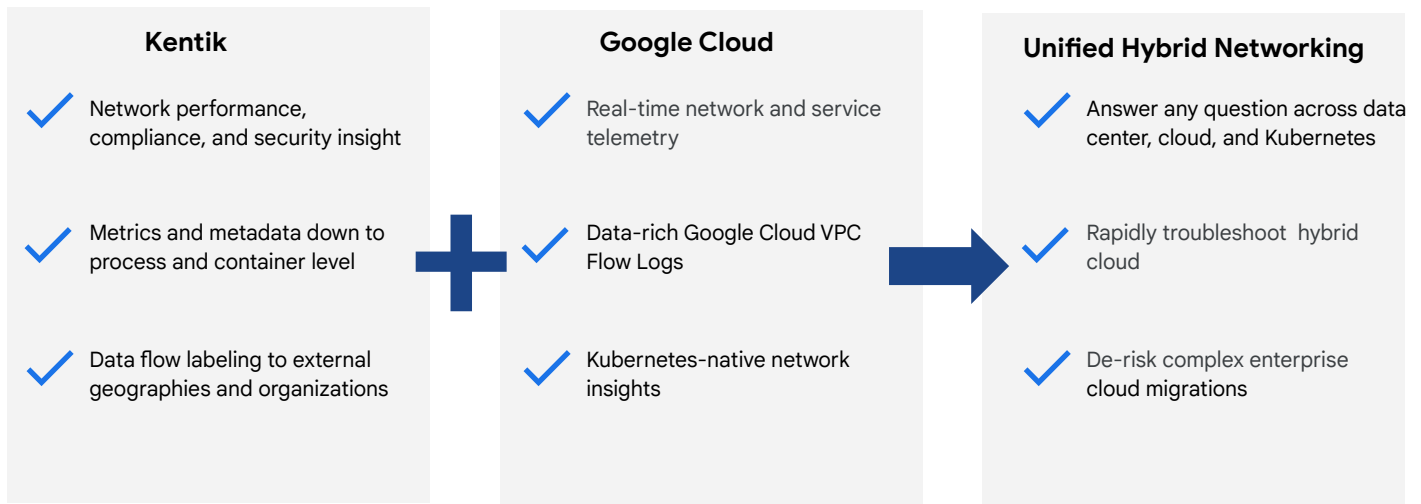 Kentik
Network performance,
compliance, and security insight
Metrics and metadata down to
process and container level
Data flow labeling to external
geographies and organizations
Google Cloud
Real-time network and service
telemetry
Data-rich Google Cloud VPC
Flow Logs
Kubernetes-native network
insights
Unified Hybrid Networking
Answer any question across data
center, cloud, and Kubernetes
Rapidly troubleshoot  hybrid
cloud
De-risk complex enterprise
cloud migrations